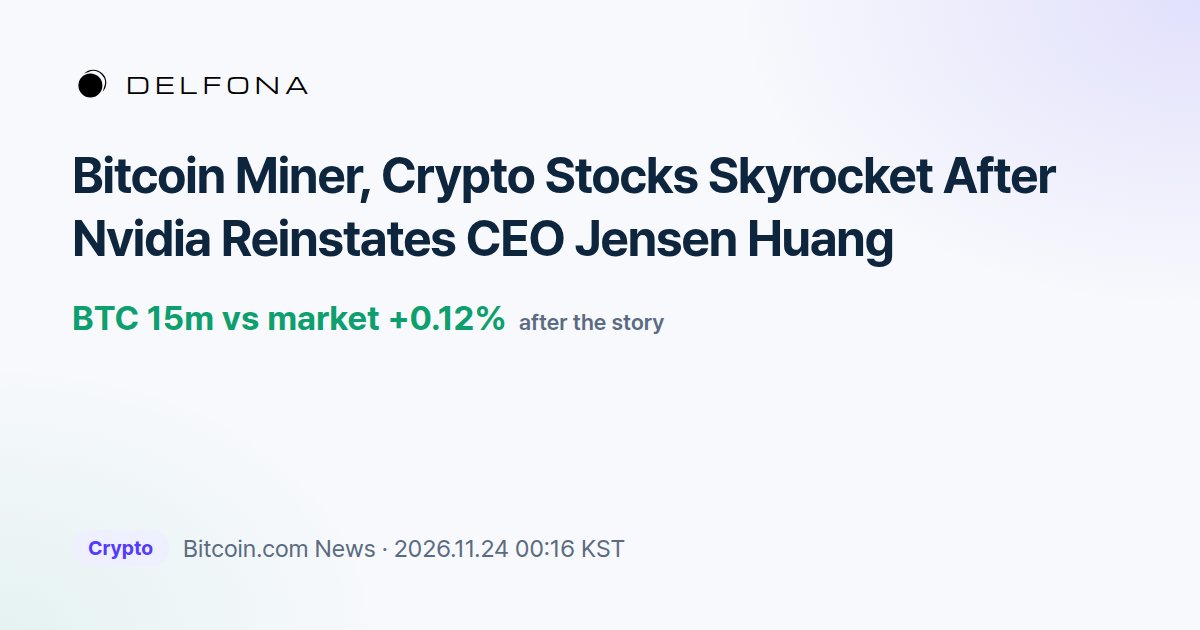 DELFONA
Bitcoin Miner, Crypto Stocks Skyrocket After
Nvidia Reinstates CEO Jensen Huang
BTC 15m vs market +0.12% after the story
Crypto Bitcoin.com News · 2026.11.24 00:16 KST